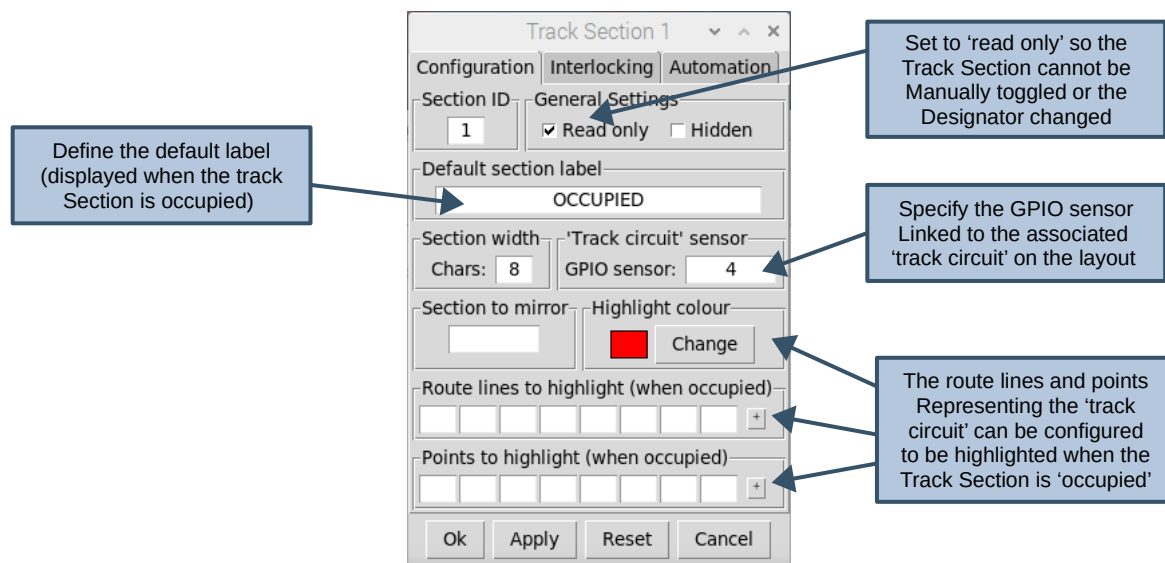 Track Section 1
Configuration Interlocking Automation
Section ID General Settings
1 Read only Hidden
Default section label
OCCUPIED
Section width 'Track circuit' sensor
Chars: 8 GPIO sensor: 4
Section to mirror Highlight colour
Change
Route lines to highlight (when occupied)
+
Points to highlight (when occupied)
+
Ok Apply Reset Cancel
Define the default label
(displayed when the track
Section is occupied)
Set to ‘read only’ so the
Track Section cannot be
Manually toggled or the
Designator changed
Specify the GPIO sensor
Linked to the associated
‘track circuit’ on the layout
The route lines and points
Representing the ‘track
circuit’ can be configured
to be highlighted when the
Track Section is ‘occupied’